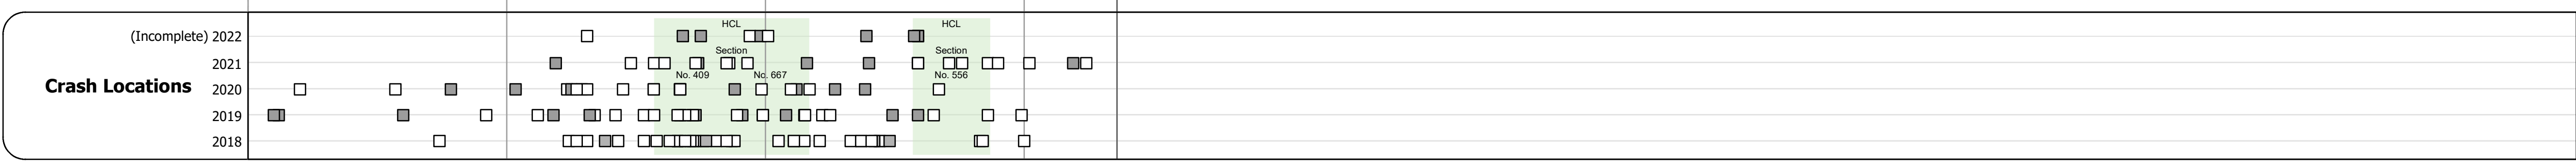 HCL HCL
(Incomplete) 2022
Section Section
2021
No. 409 No. 667 No. 556
Crash Locations
2020
2019
2018